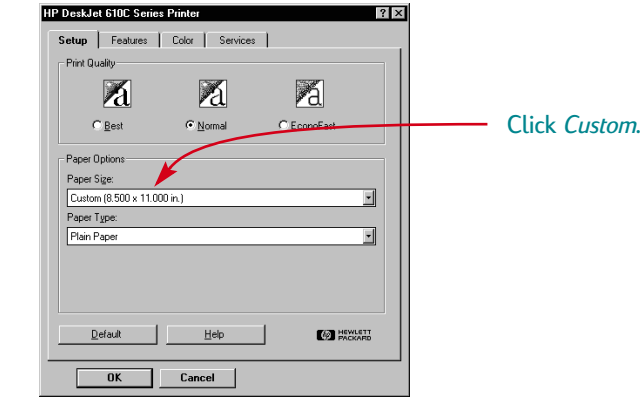 HP DeskJet 610C Series Printer
Setup Features Color Services
Print Quality
Best Normal EconoFast
Click Custom.
Paper Options
Paper Size:
Custom (8.500 x 11.000 in.)
Paper Type:
Plain Paper
Default Help
HEWLETT
PACKARD
OK Cancel